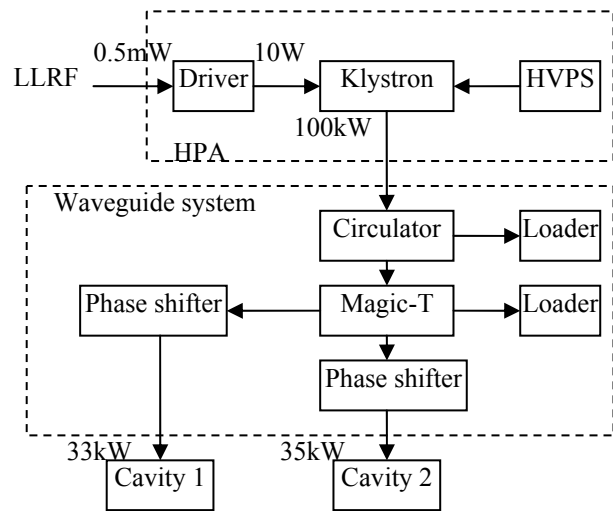 0.5mW
10W
LLRF
Driver
Klystron
HVPS
100kW
HPA
Waveguide system
Circulator
Loader
Phase shifter
Magic-T
Loader
Phase shifter
33kW
35kW
Cavity 1
Cavity 2